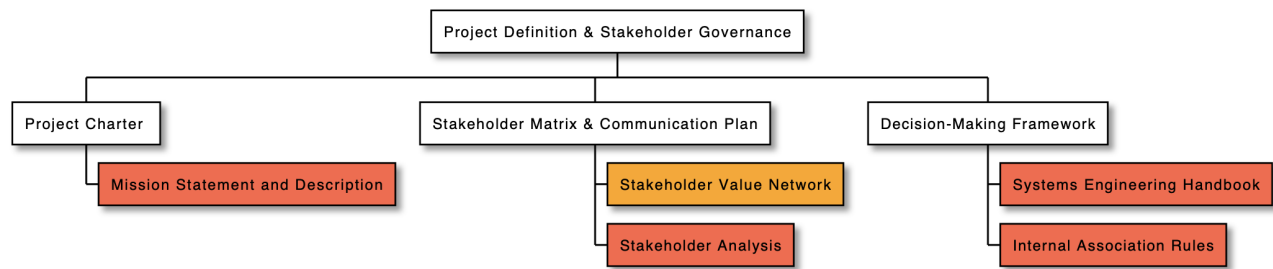 Project Definition & Stakeholder Governance
Project Charter
Stakeholder Matrix & Communication Plan
Decision-Making Framework
Mission Statement and Description
Stakeholder Value Network
Systems Engineering Handbook
Stakeholder Analysis
Internal Association Rules